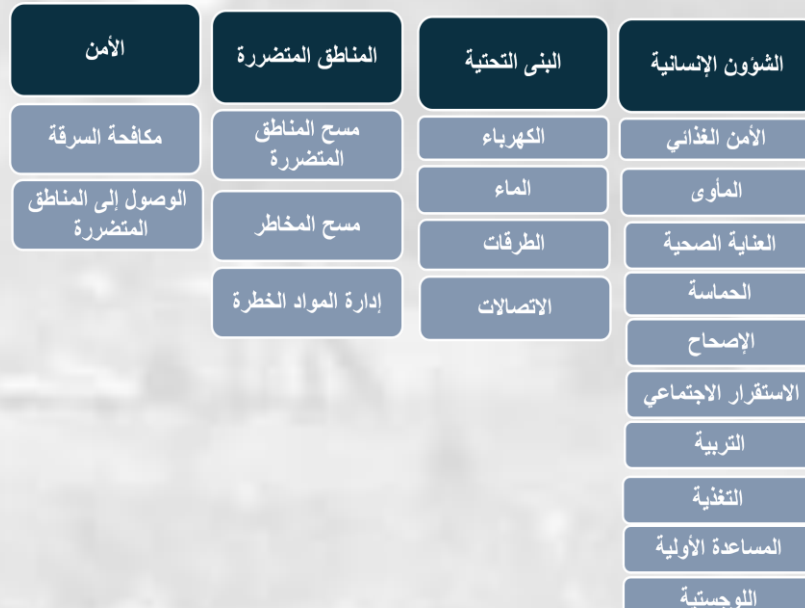 الشؤون الإنسانية
الأمن الغذائي
المأوى
العناية الصحية
الحماسة
الإصحاح
الاستقرار الاجتماعي
التربية
التغذية
المساعدة الأولية
اللوجستية
البنى التحتية
الكهرباء
الماء
الطرقات
الاتصالات
المناطق المتضررة
مسح المناطق
المتضررة
مسح المخاطر
إدارة المواد الخطرة
الأمن
مكافحة السرقة
الوصول إلى المناطق
المتضررة